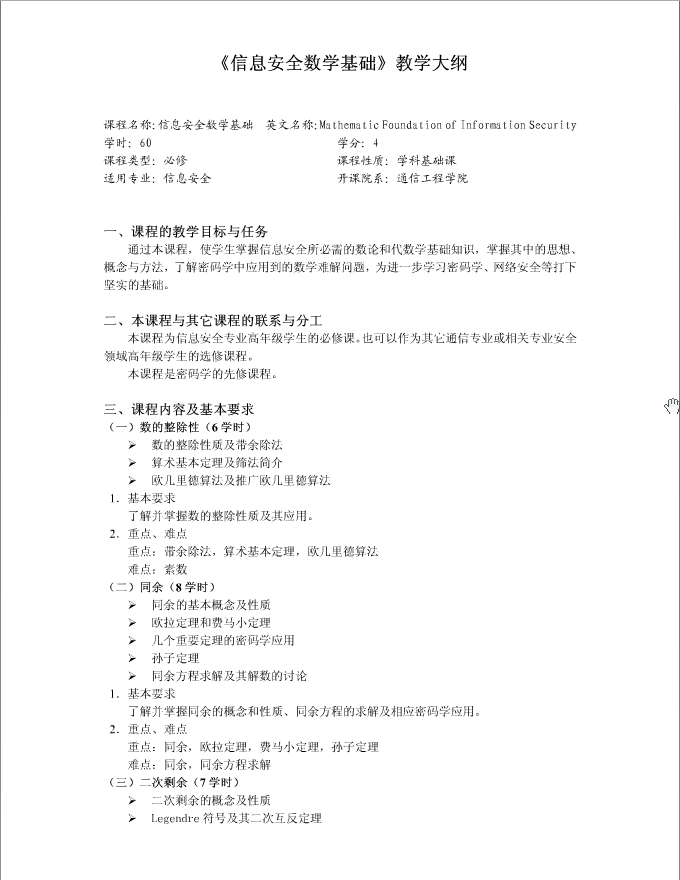 《信息安全数学基础》教学大纲
课程名称：信息安全数学基础 英文名称：Mathematic Foundation of Information Security
学时：60 学分：4
课程类型：必修 课程性质：学科基础课
适用专业：信息安全 开课院系：通信工程学院
一、课程的教学目标与任务
通过本课程，使学生掌握信息安全所必需的数论和代数学基础知识，掌握其中的思想、
概念与方法，了解密码学中应用到的数学难解问题，为进一步学习密码学、网络安全等打下
坚实的基础。
二、本课程与其它课程的联系与分工
本课程为信息安全专业高年级学生的必修课。也可以作为其它通信专业或相关专业安全
领域高年级学生的选修课程。
本课程是密码学的先修课程。
三、课程内容及基本要求
（一）数的整除性（6 学时）
➢ 数的整除性质及带余除法
➢ 算术基本定理及筛法简介
➢ 欧几里德算法及推广欧几里德算法
1．基本要求
了解并掌握数的整除性质及其应用。
2．重点、难点
重点：带余除法，算术基本定理，欧几里德算法
难点：素数
（二）同余（8 学时）
➢ 同余的基本概念及性质
➢ 欧拉定理和费马小定理
➢ 几个重要定理的密码学应用
➢ 孙子定理
➢ 同余方程求解及其解数的讨论
1．基本要求
了解并掌握同余的概念和性质、同余方程的求解及相应密码学应用。
2．重点、难点
重点：同余，欧拉定理，费马小定理，孙子定理
难点：同余，同余方程求解
（三）二次剩余（7 学时）
➢ 二次剩余的概念及性质
➢ Legendre 符号及其二次互反定理